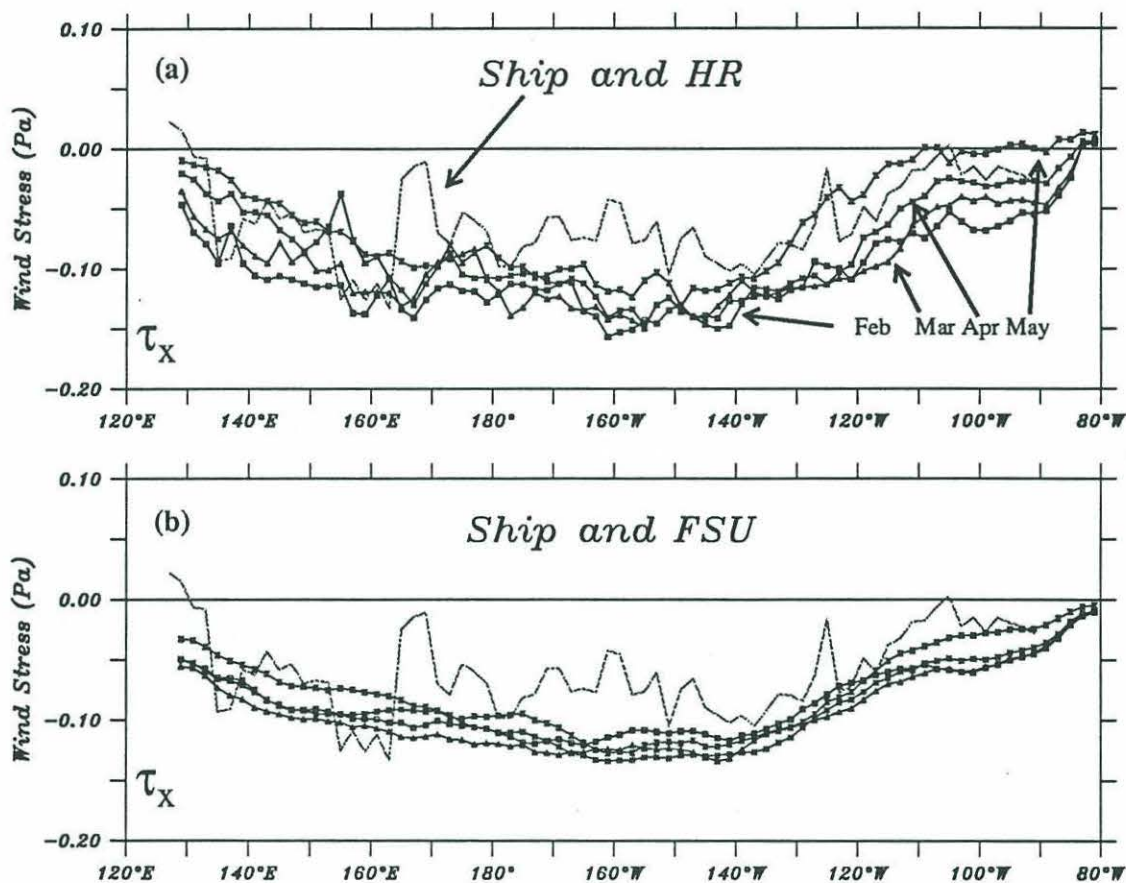 0.10
(a)
Ship and HR
Wind Stress (Pa)
0.00
-0.10
Feb Mar Apr May
τx
-0.20
120°E 140°E 160°E 180° 160°W 140°W 120°W 100°W 80°W
0.10
(b)
Ship and FSU
Wind Stress (Pa)
0.00
-0.10
τx
-0.20
120°E 140°E 160°E 180° 160°W 140°W 120°W 100°W 80°W